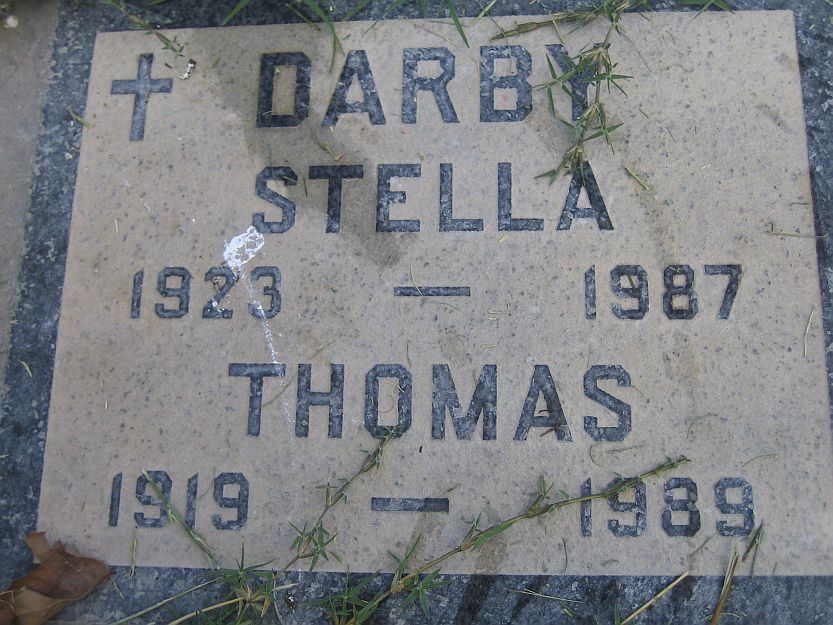 DARBY
STELLA
1923 — 1987
THOMAS
1919 — 1989